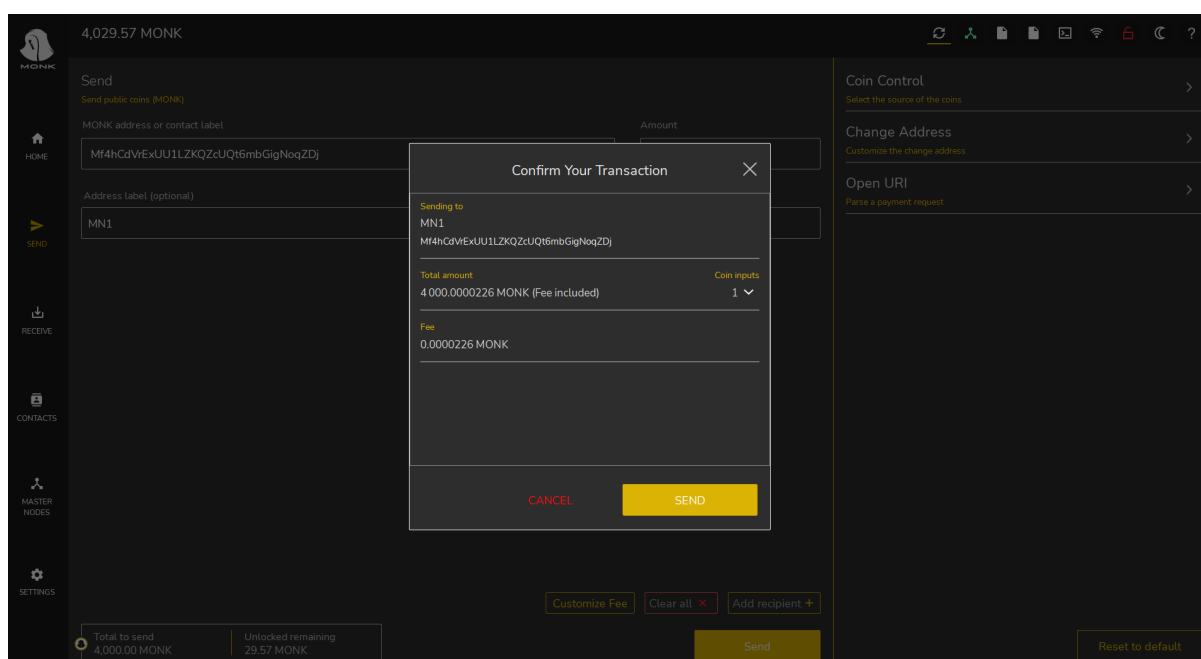 MONK
4,029.57 MONK
?
HOME
SEND
RECEIVE
CONTACTS
MASTER
NODES
SETTINGS
Send
Send public coins (MONK)
MONK address or contact label
Amount
Mf4hCdVrExUU1LZKQZcUQt6mbGigNoqZDj
Address label (optional)
MN1
Confirm Your Transaction
Sending to
MN1
Mf4hCdVrExUU1LZKQZcUQt6mbGigNoqZDj
Total amount
Coin inputs
4 000.0000226 MONK (Fee included)
1
Fee
0.0000226 MONK
CANCEL
SEND
Customize Fee
Clear all
Add recipient +
Total to send
4,000.00 MONK
Unlocked remaining
29.57 MONK
Send
Coin Control
Select the source of the coins
Change Address
Customize the change address
Open URI
Parse a payment request
Reset to default